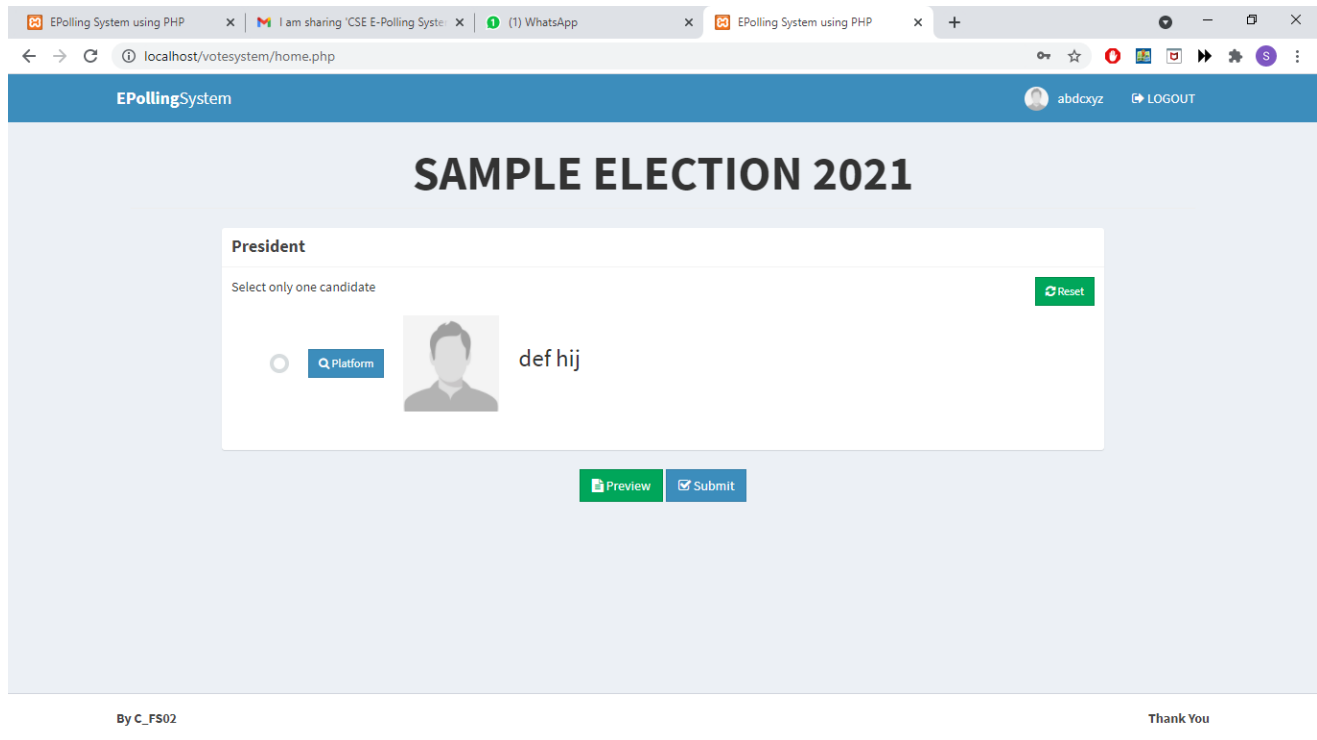 EPolling System using PHP
I am sharing 'CSE E-Polling Syste
1 (1) WhatsApp
EPolling System using PHP
localhost/votesystem/home.php
S
EPollingSystem
abdcxyz
LOGOUT
SAMPLE ELECTION 2021
President
Select only one candidate
Reset
Platform
def hij
Preview
Submit
By C_FS02
Thank You